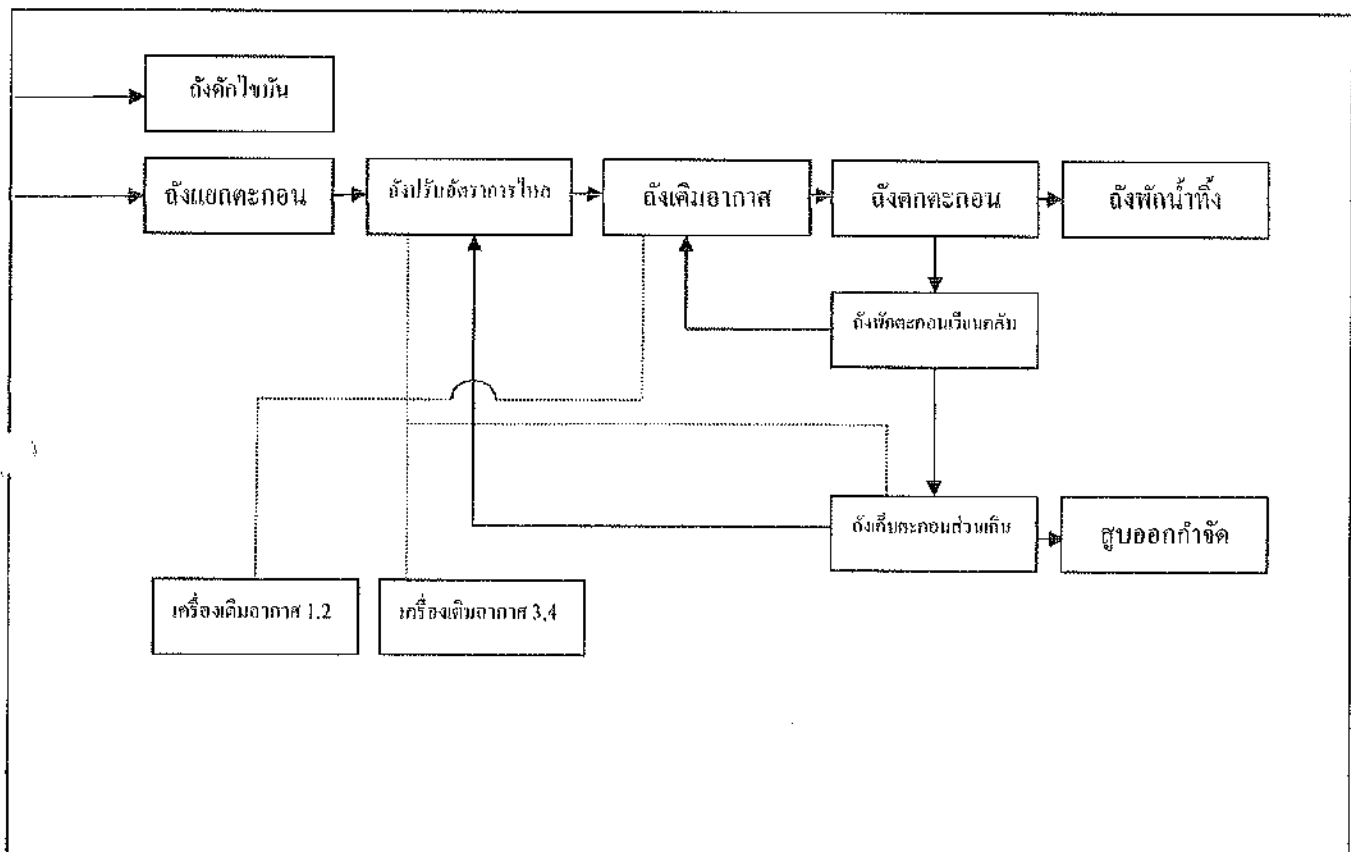 ถังดักไขมัน
ถังแยกตะกอน
ถังปรับอัตราการไหล
ถังเติมอากาศ
ถังตกตะกอน
ถังพักน้ำทิ้ง
ถังพักตะกอนเวียนกลับ
ถังเก็บตะกอนส่วนเกิน
สูบออกกำจัด
เครื่องเติมอากาศ 1,2
เครื่องเติมอากาศ 3,4